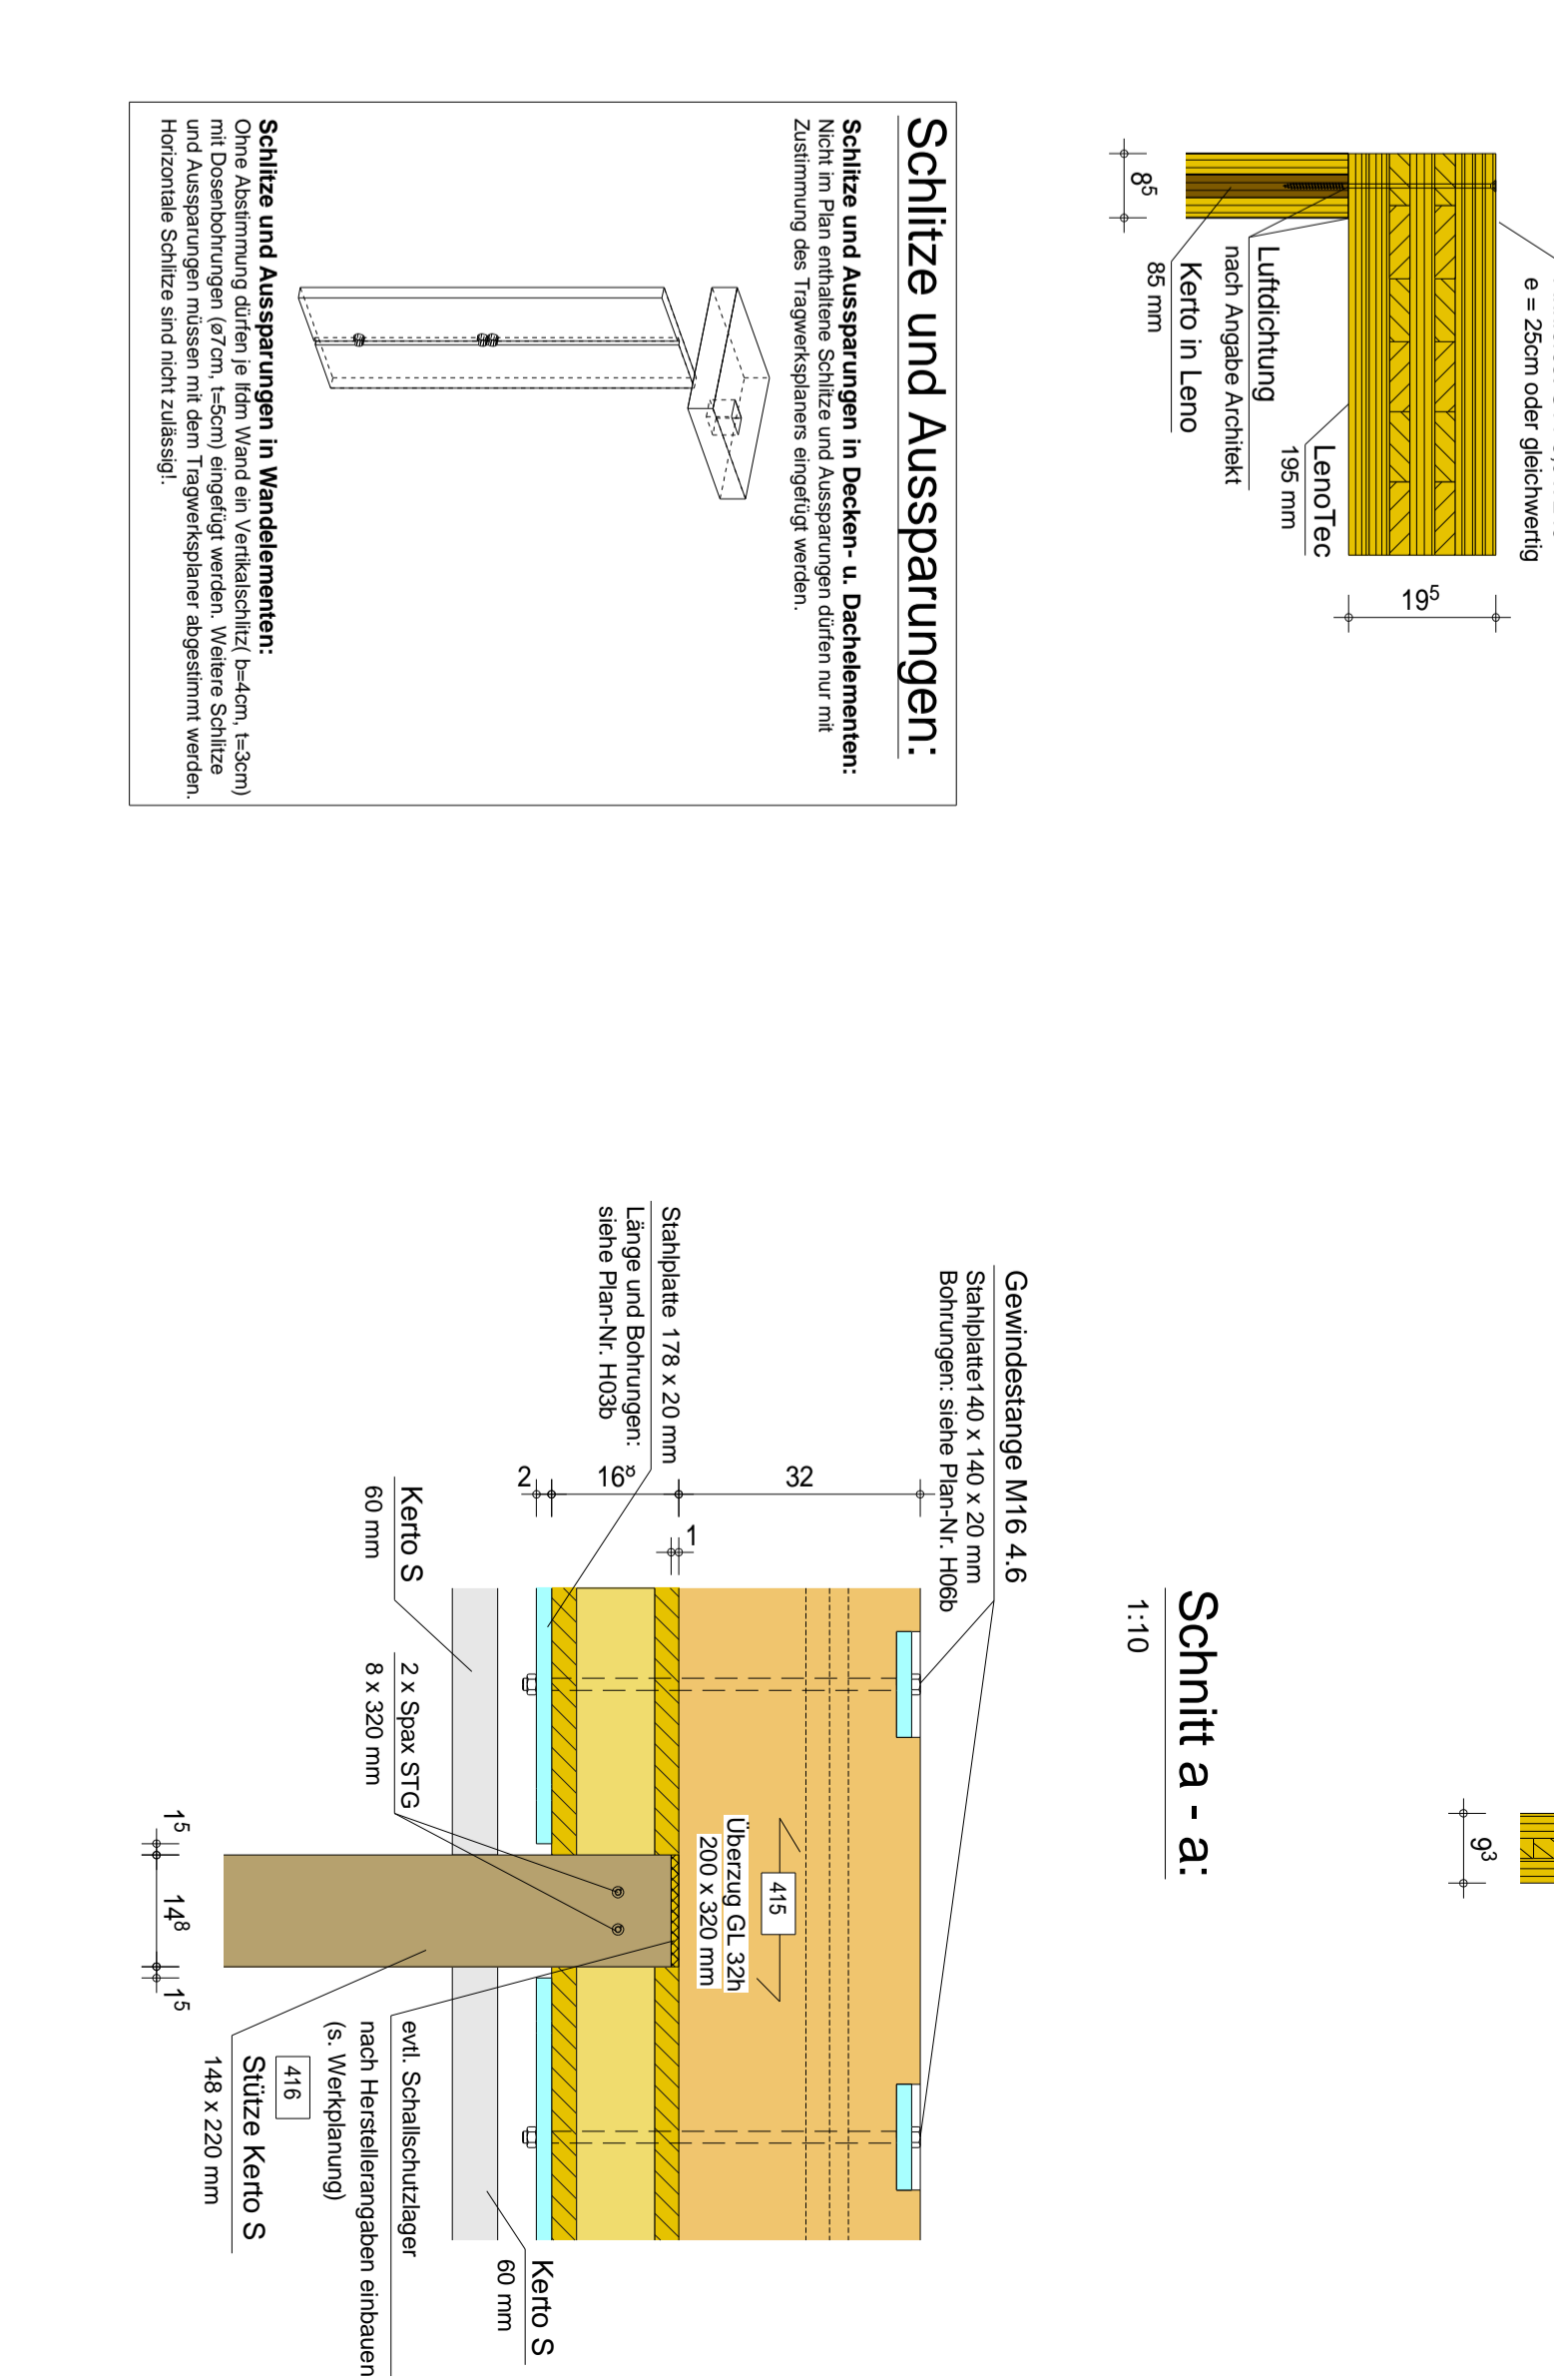 e = 25cm oder gleichwertig
LenoTec
195 mm
Luftdichtung
nach Angabe Architekt
Kerto in Leno
85 mm
19⁵
8⁵
Schlitze und Aussparungen:
Schlitze und Aussparungen in Decken- u. Dachelementen:
Nicht im Plan enthaltene Schlitze und Aussparungen dürfen nur mit
Zustimmung des Tragwerksplaners eingefügt werden.
Schlitze und Aussparungen in Wandelementen:
Ohne Abstimmung dürfen je lfdm Wand ein Vertikalschlitz( b=4cm, t=3cm)
mit Dosenbohrungen (ø7cm, t=5cm) eingefügt werden. Weitere Schlitze
und Aussparungen müssen mit dem Tragwerksplaner abgestimmt werden.
Horizontale Schlitze sind nicht zulässig!.
9³
Schnitt a - a:
1:10
Gewindestange M16 4.6
Stahlplatte140 x 140 x 20 mm
Bohrungen: siehe Plan-Nr. H06b
32
1
16⁸
2
415
Überzug GL 32h
200 x 320 mm
Stahlplatte 178 x 20 mm
Länge und Bohrungen:
siehe Plan-Nr. H03b
Kerto S
60 mm
2 x Spax STG
8 x 320 mm
Kerto S
60 mm
evtl. Schallschutzlager
nach Herstellerangaben einbauen
(s. Werkplanung)
416
Stütze Kerto S
148 x 220 mm
1⁵
14⁸
1⁵